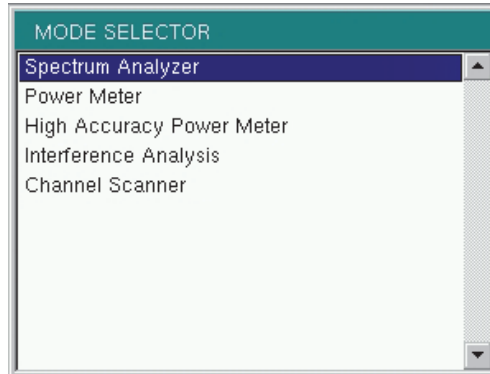 MODE SELECTOR
Spectrum Analyzer
Power Meter
High Accuracy Power Meter
Interference Analysis
Channel Scanner